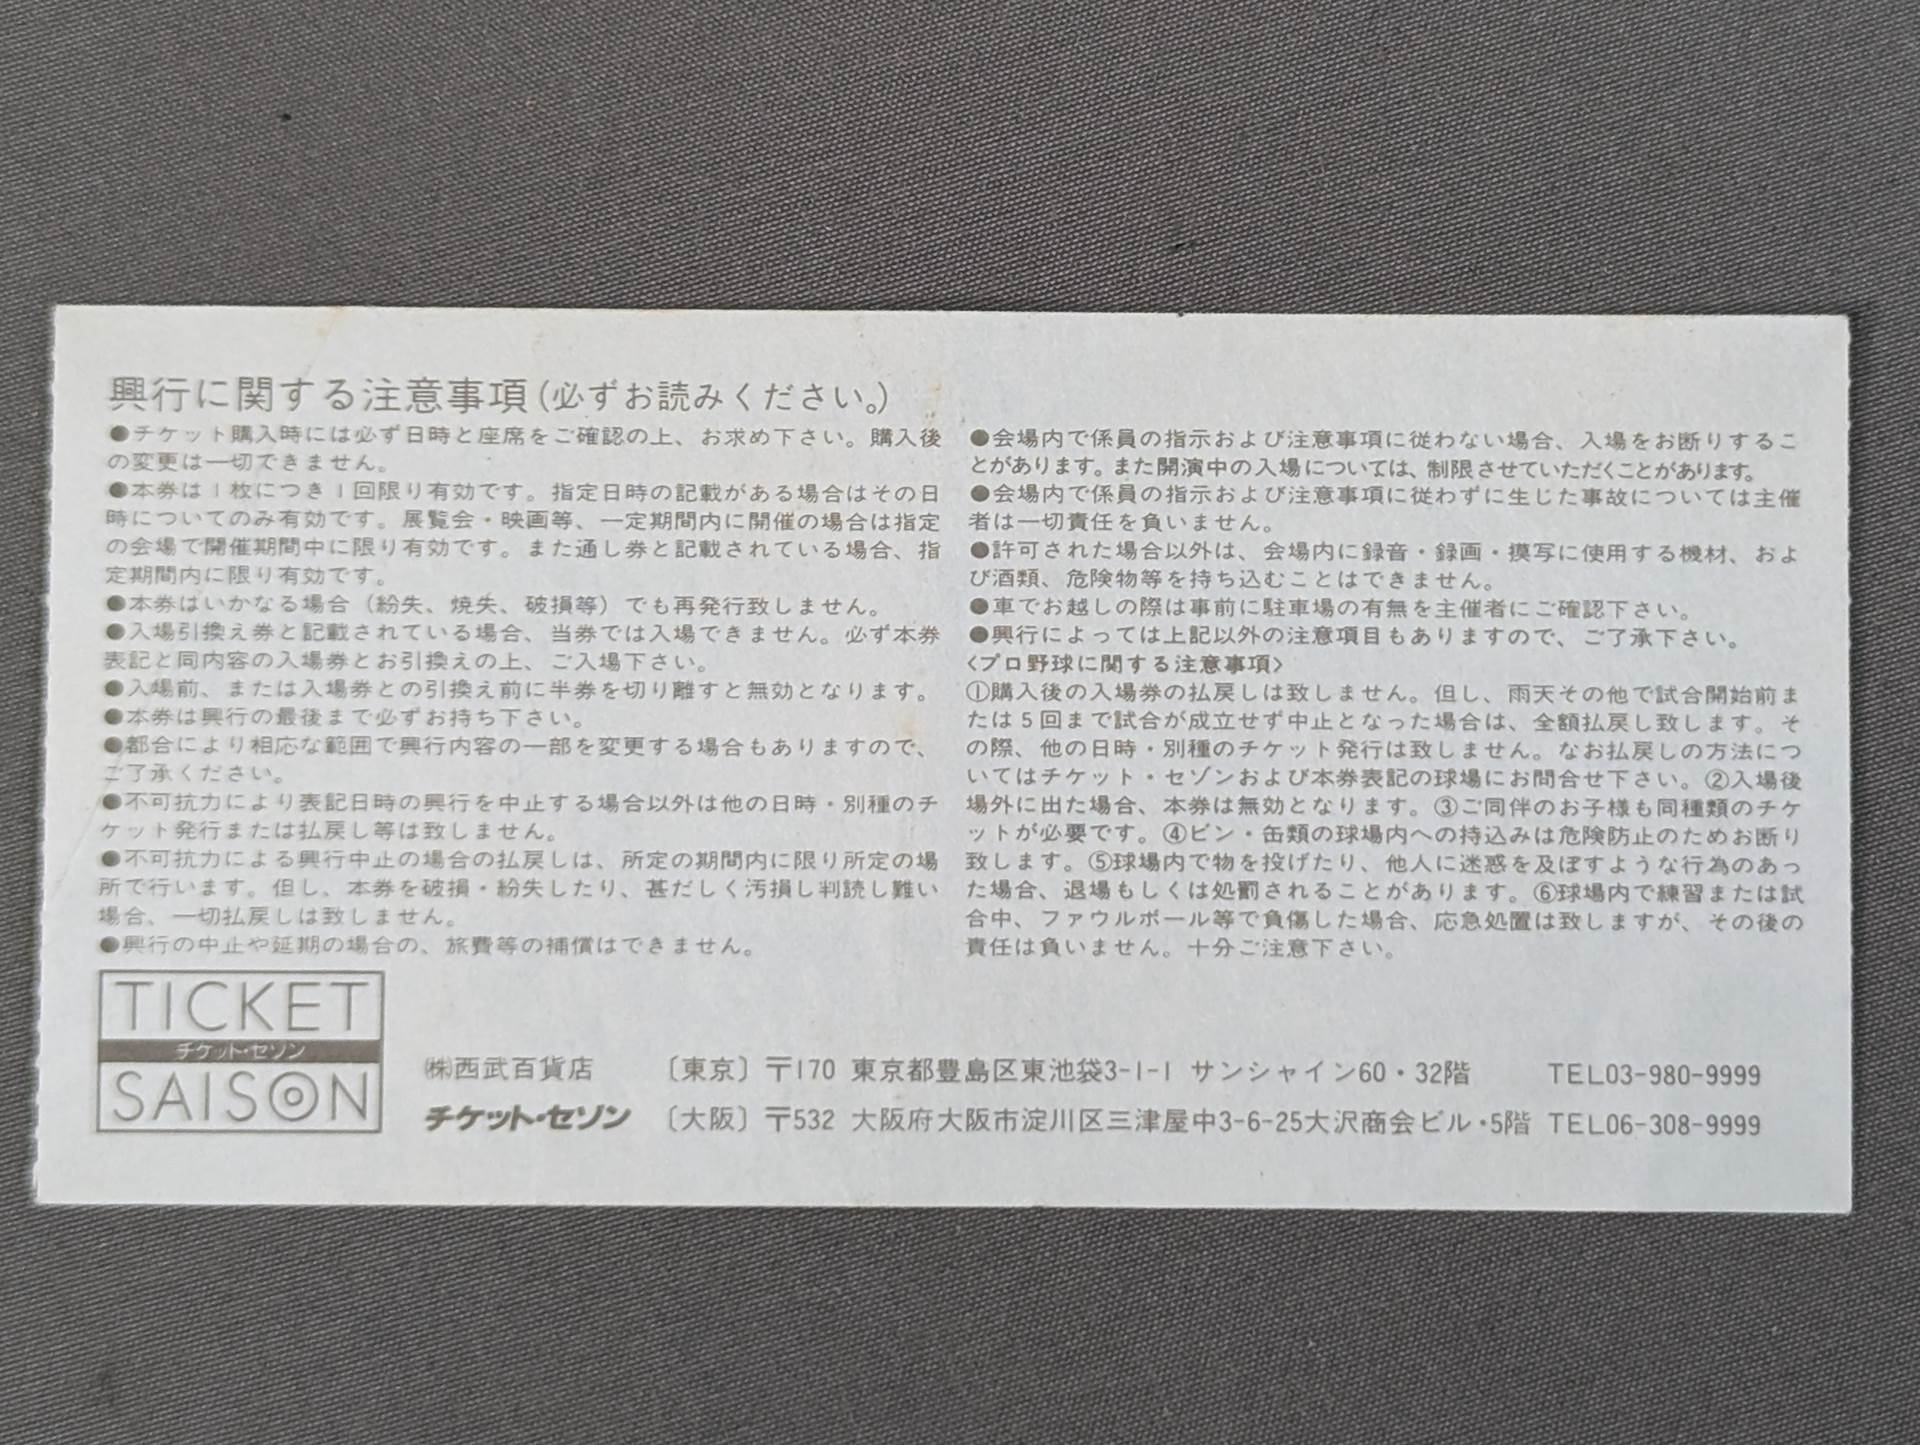 興行に関する注意事項(必ずお読みください。)
●チケット購入時には必ず日時と座席をご確認の上、お求め下さい。購入後
の変更は一切できません。
●本券は1枚につき1回限り有効です。指定日時の記載がある場合はその日
時についてのみ有効です。展覧会・映画等、一定期間内に開催の場合は指定
の会場で開催期間中に限り有効です。また通し券と記載されている場合、指
定期間内に限り有効です。
●本券はいかなる場合(紛失、焼失、破損等)でも再発行致しません。
●入場引換え券と記載されている場合、当券では入場できません。必ず本券
表記と同内容の入場券とお引換えの上、ご入場下さい。
●入場前、または入場券との引換え前に半券を切り離すと無効となります。
●本券は興行の最後まで必ずお持ち下さい。
●都合により相応な範囲で興行内容の一部を変更する場合もありますので、
ご了承ください。
●不可抗力により表記日時の興行を中止する場合以外は他の日時・別種のチ
ケット発行または払戻し等は致しません。
●不可抗力による興行中止の場合の払戻しは、所定の期間内に限り所定の場
所で行います。但し、本券を破損・紛失したり、甚だしく汚損し判読し難い
場合、一切払戻しは致しません。
●興行の中止や延期の場合の、旅費等の補償はできません。
●会場内で係員の指示および注意事項に従わない場合、入場をお断りするこ
とがあります。また開演中の入場については、制限させていただくことがあります。
●会場内で係員の指示および注意事項に従わずに生じた事故については主催
者は一切責任を負いません。
●許可された場合以外は、会場内に録音・録画・摸写に使用する機材、およ
び酒類、危険物等を持ち込むことはできません。
●車でお越しの際は事前に駐車場の有無を主催者にご確認下さい。
●興行によっては上記以外の注意項目もありますので、ご了承下さい。
〈プロ野球に関する注意事項〉
①購入後の入場券の払戻しは致しません。但し、雨天その他で試合開始前ま
たは5回まで試合が成立せず中止となった場合は、全額払戻し致します。そ
の際、他の日時・別種のチケット発行は致しません。なお払戻しの方法につ
いてはチケット・セゾンおよび本券表記の球場にお問合せ下さい。②入場後
場外に出た場合、本券は無効となります。③ご同伴のお子様も同種類のチケ
ットが必要です。④ビン・缶類の球場内への持込みは危険防止のためお断り
致します。⑤球場内で物を投げたり、他人に迷惑を及ぼすような行為のあっ
た場合、退場もしくは処罰されることがあります。⑥球場内で練習または試
合中、ファウルボール等で負傷した場合、応急処置は致しますが、その後の
責任は負いません。十分ご注意下さい。
TICKET
チケット・セゾン
SAISON
㈱西武百貨店 〔東京〕〒170 東京都豊島区東池袋3-1-1 サンシャイン60・32階 TEL03-980-9999
チケット・セゾン 〔大阪〕〒532 大阪府大阪市淀川区三津屋中3-6-25大沢商会ビル・5階 TEL06-308-9999